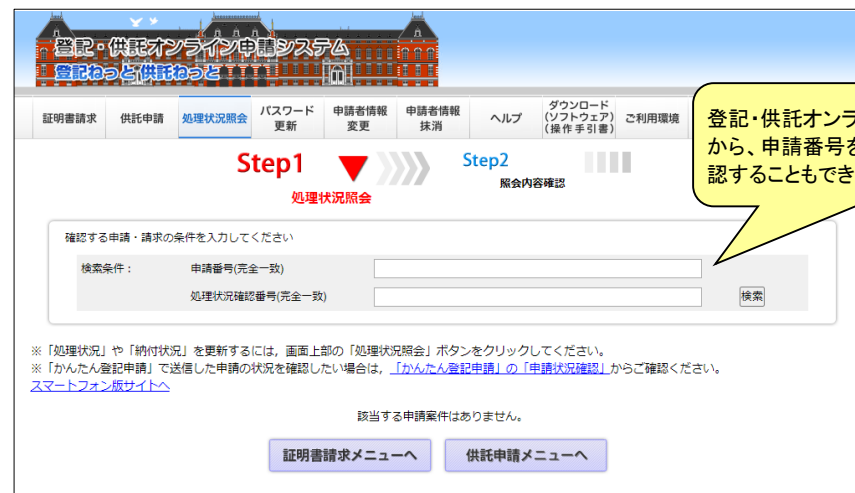 登記・供託オンライン申請システム
登記ねっと 供託ねっと
証明書請求
供託申請
処理状況照会
パスワード
更新
申請者情報
変更
申請者情報
抹消
ヘルプ
ダウンロード
(ソフトウェア)
(操作手引書)
ご利用環境
登記・供託オンラ
から、申請番号を
認することもでき
Step1
処理状況照会
Step2
照会内容確認
確認する申請・請求の条件を入力してください
検索条件:
申請番号(完全一致)
処理状況確認番号(完全一致)
検索
※「処理状況」や「納付状況」を更新するには，画面上部の「処理状況照会」ボタンをクリックしてください。
※「かんたん登記申請」で送信した申請の状況を確認したい場合は，「かんたん登記申請」の「申請状況確認」からご確認ください。
スマートフォン版サイトへ
該当する申請案件はありません。
証明書請求メニューへ
供託申請メニューへ